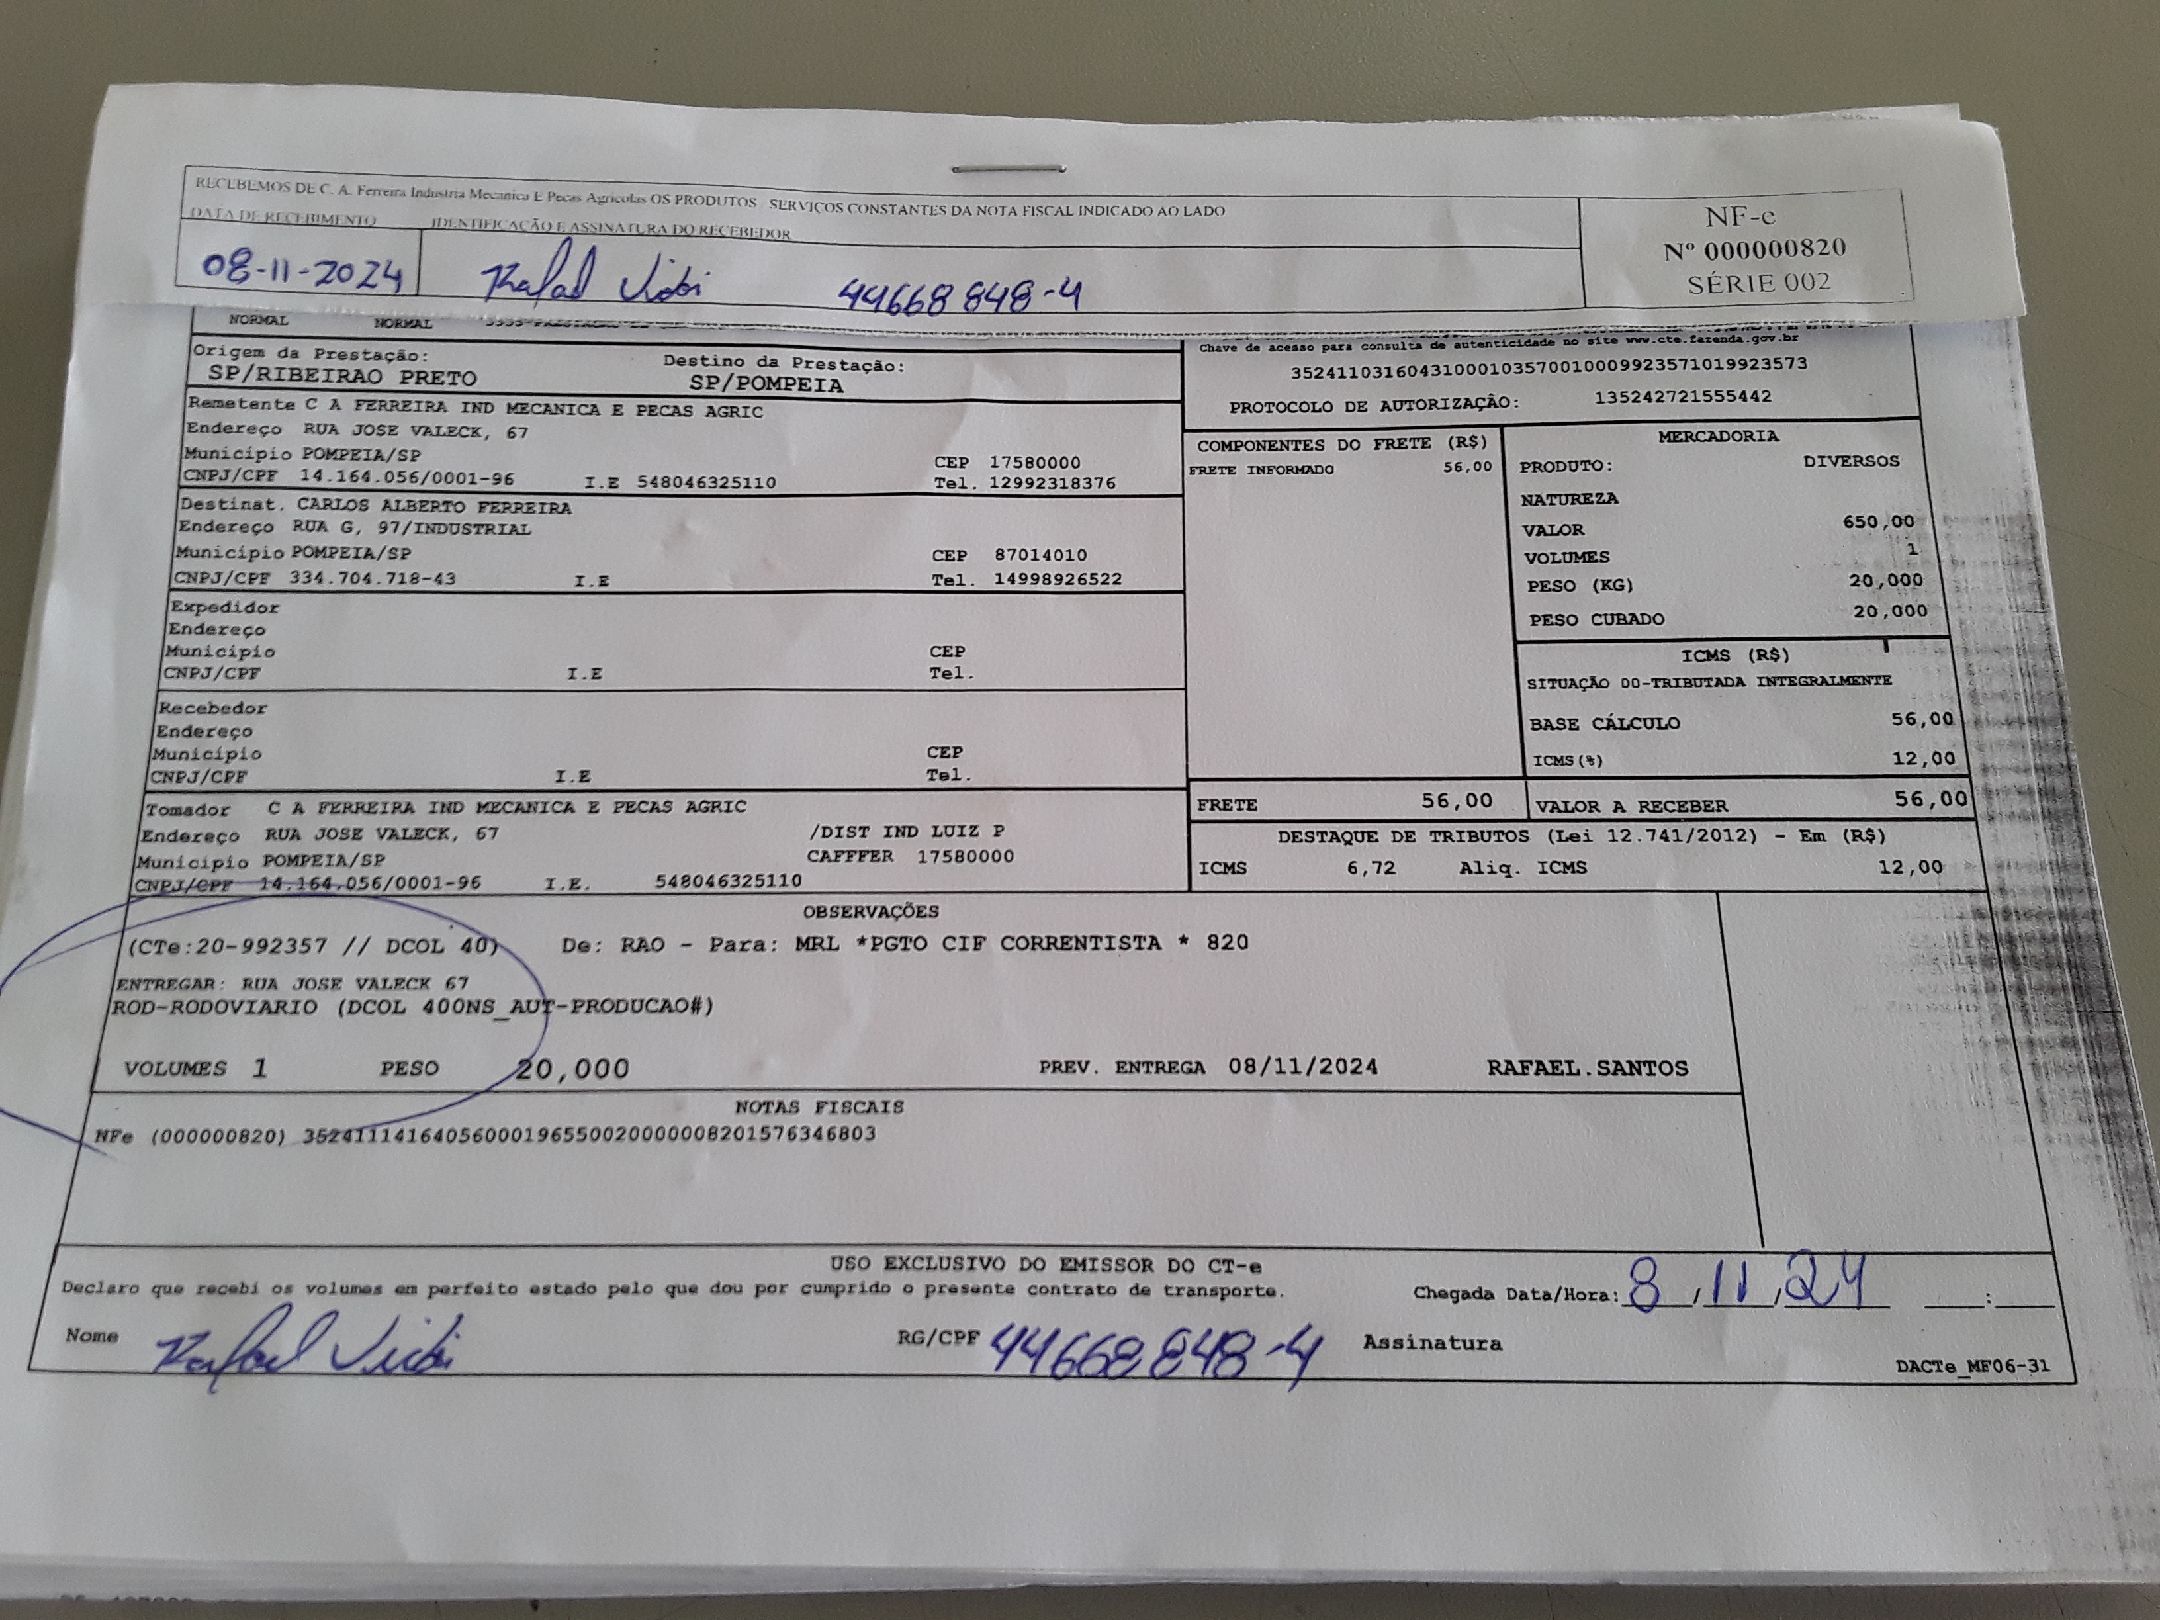 RECEBEMOS DE C. A. Ferreira Industria Mecanica E Pecas Agricolas OS PRODUTOS SERVIÇOS CONSTANTES DA NOTA FISCAL INDICADO AO LADO
DATA DE RECEBIMENTO IDENTIFICAÇÃO E ASSINATURA DO RECEBEDOR
08-11-2024 Rafael 44668848-4
NF-e
Nº 000000820
SÉRIE 002
NORMAL NORMAL
Origem da Prestação: Destino da Prestação:
SP/RIBEIRAO PRETO SP/POMPEIA
Remetente C A FERREIRA IND MECANICA E PECAS AGRIC
Endereço RUA JOSE VALECK, 67
Município POMPEIA/SP CEP 17580000
CNPJ/CPF 14.164.056/0001-96 I.E 548046325110 Tel. 12992318376
Destinat. CARLOS ALBERTO FERREIRA
Endereço RUA G, 97/INDUSTRIAL
Município POMPEIA/SP CEP 87014010
CNPJ/CPF 334.704.718-43 I.E Tel. 14998926522
Expedidor
Endereço
Município CEP
CNPJ/CPF I.E Tel.
Recebedor
Endereço
Município CEP
CNPJ/CPF I.E Tel.
Tomador C A FERREIRA IND MECANICA E PECAS AGRIC
Endereço RUA JOSE VALECK, 67 /DIST IND LUIZ P
Município POMPEIA/SP CAFFFER 17580000
CNPJ/CPF 14.164.056/0001-96 I.E. 548046325110
Chave de acesso para consulta de autenticidade no site www.cte.fazenda.gov.br
35241103160431000103570010009923571019923573
PROTOCOLO DE AUTORIZAÇÃO: 135242721555442
COMPONENTES DO FRETE (R$)
FRETE INFORMADO 56,00
MERCADORIA
PRODUTO: DIVERSOS
NATUREZA
VALOR 650,00
VOLUMES 1
PESO (KG) 20,000
PESO CUBADO 20,000
ICMS (R$)
SITUAÇÃO 00-TRIBUTADA INTEGRALMENTE
BASE CÁLCULO 56,00
ICMS(%) 12,00
FRETE 56,00 VALOR A RECEBER 56,00
DESTAQUE DE TRIBUTOS (Lei 12.741/2012) - Em (R$)
ICMS 6,72 Aliq. ICMS 12,00
OBSERVAÇÕES
(CTe:20-992357 // DCOL 40) De: RAO - Para: MRL *PGTO CIF CORRENTISTA * 820
ENTREGAR: RUA JOSE VALECK 67
ROD-RODOVIARIO (DCOL 400NS_AUT-PRODUCAO#)
VOLUMES 1 PESO 20,000 PREV. ENTREGA 08/11/2024 RAFAEL.SANTOS
NOTAS FISCAIS
NFe (000000820) 35241114164056000196550020000008201576346803
USO EXCLUSIVO DO EMISSOR DO CT-e
Declaro que recebi os volumes em perfeito estado pelo que dou por cumprido o presente contrato de transporte. Chegada Data/Hora: 8/11/24 :
Nome Rafael RG/CPF 44668848-4 Assinatura
DACTe_MF06-31